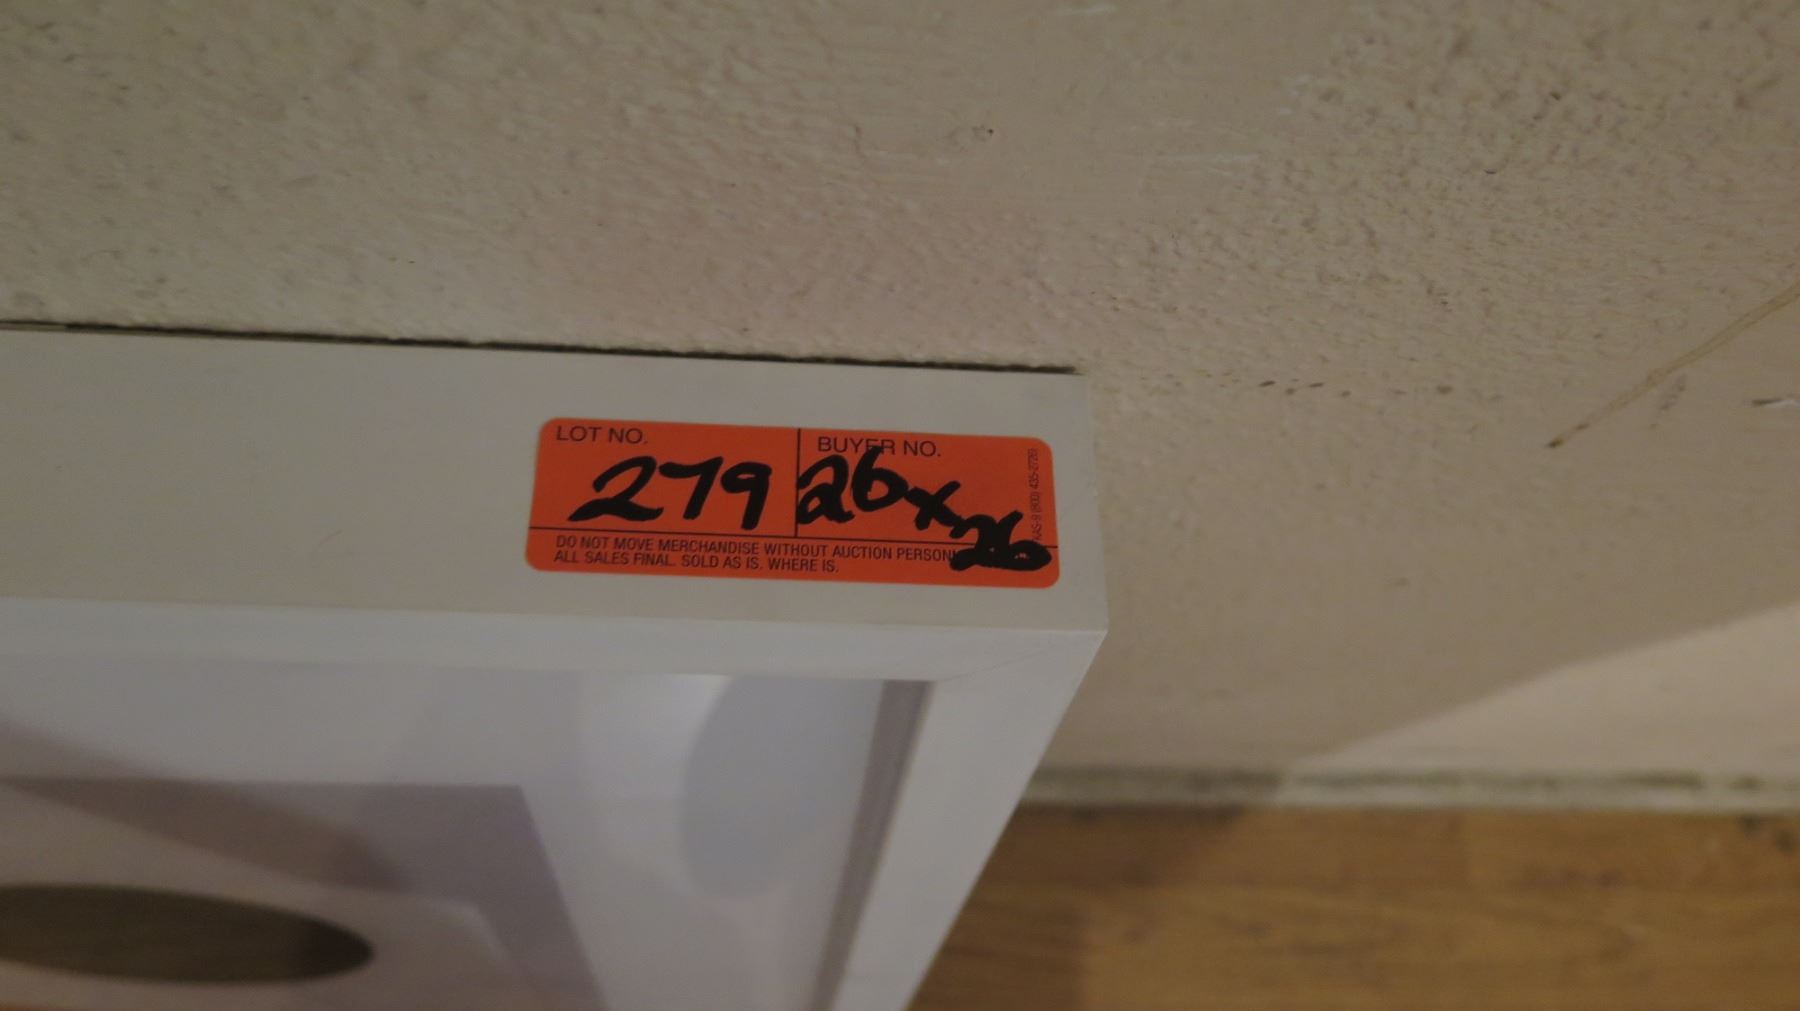 LOT NO.
279
BUYER NO.
26x26
DO NOT MOVE MERCHANDISE WITHOUT AUCTION
ALL SALES FINAL. SOLD AS IS. WHERE IS.